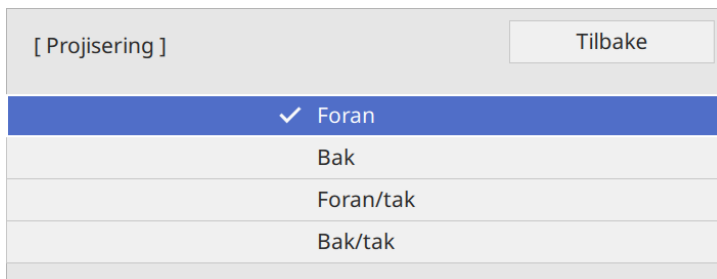 [ Projisering ]
Tilbake
Foran
Bak
Foran/tak
Bak/tak